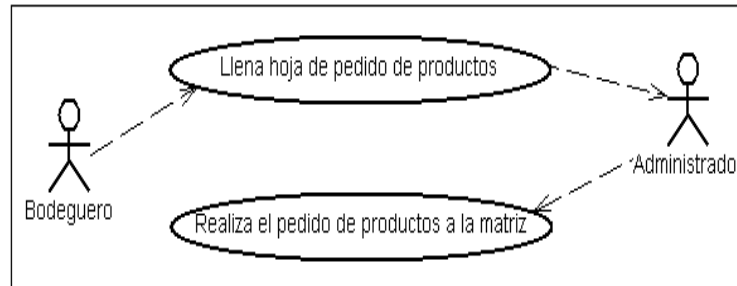 Llena hoja de pedido de productos
Administrado
Bodeguero
Realiza el pedido de productos a la matriz